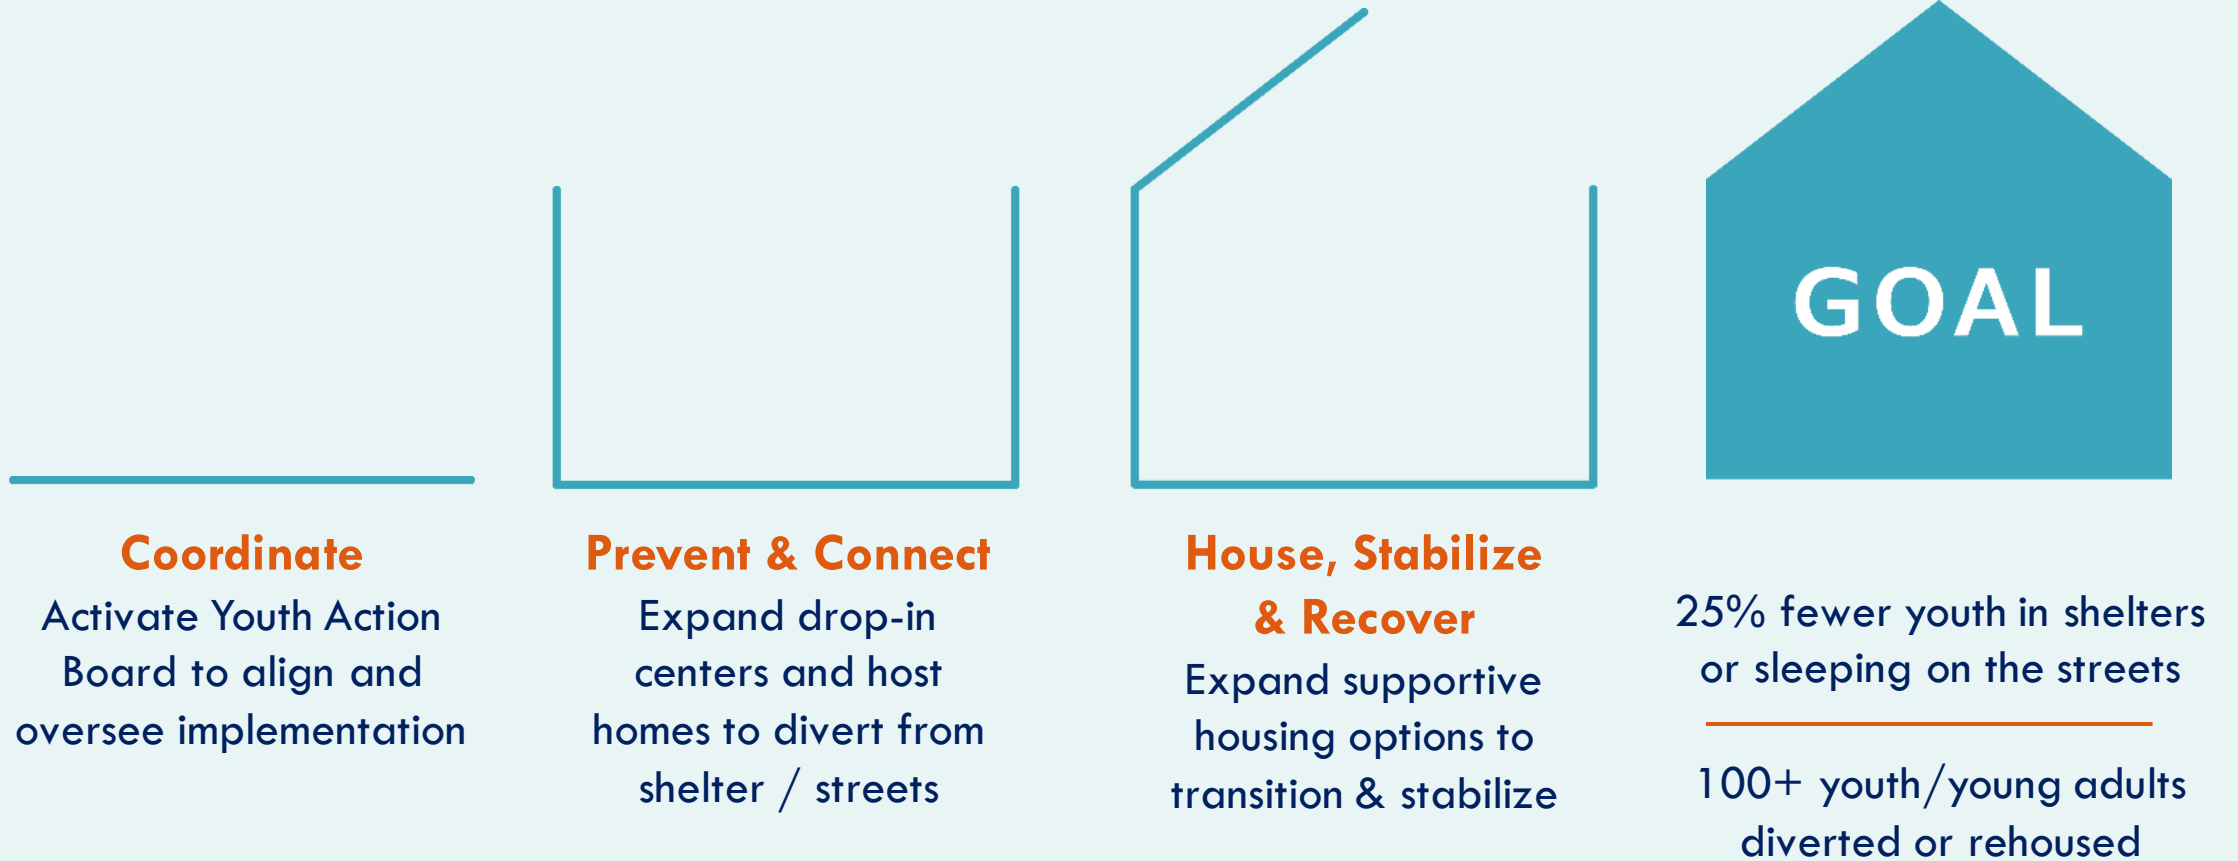 GOAL
Coordinate
Activate Youth Action
Board to align and
oversee implementation
Prevent & Connect
Expand drop-in
centers and host
homes to divert from
shelter / streets
House, Stabilize
& Recover
Expand supportive
housing options to
transition & stabilize
25% fewer youth in shelters
or sleeping on the streets
100+ youth/young adults
diverted or rehoused